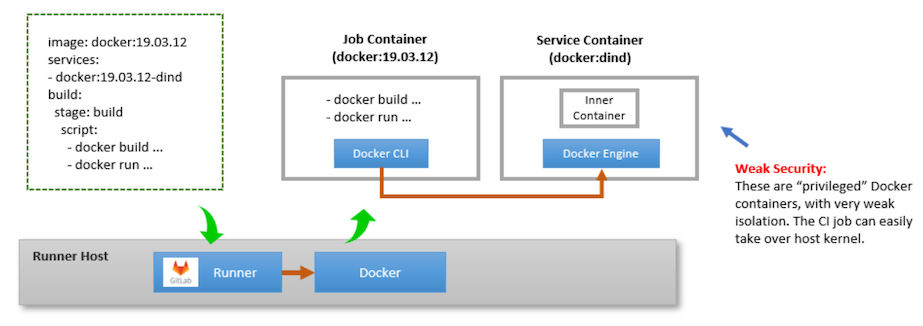 image: docker:19.03.12
services:
- docker:19.03.12-dind
build:
stage: build
script:
- docker build ...
- docker run ...
Job Container
(docker:19.03.12)
- docker build ...
- docker run ...
Docker CLI
Service Container
(docker:dind)
Inner
Container
Docker Engine
Weak Security:
These are “privileged” Docker
containers, with very weak
isolation. The CI job can easily
take over host kernel.
Runner Host
GitLab
Runner
Docker